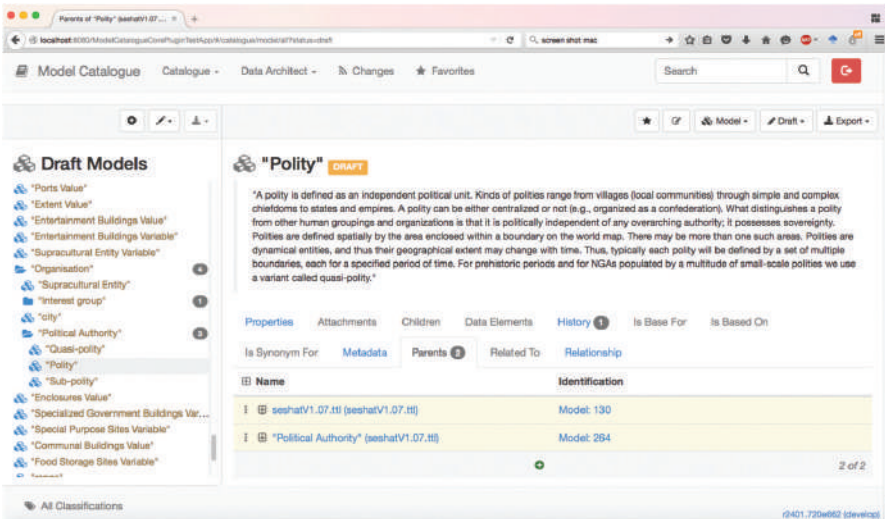 Parents of "Polity" (seshatV1.07 ...
localhost:8080/ModelCatalogueCorePluginTestApp/#/catalogue/model/all?status=draft
screen shot mac
Model Catalogue
Catalogue
Data Architect
Changes
Favorites
Search
Model
Draft
Export
Draft Models
"Ports Value"
"Extent Value"
"Entertainment Buildings Value"
"Entertainment Buildings Variable"
"Supracultural Entity Variable"
"Organisation" 4
"Supracultural Entity"
"Interest group" 1
"city"
"Political Authority" 3
"Quasi-polity"
"Polity"
"Sub-polity"
"Enclosures Value"
"Specialized Government Buildings Var...
"Special Purpose Sites Variable"
"Communal Buildings Value"
"Food Storage Sites Variable"
All Classifications
"Polity" DRAFT
"A polity is defined as an independent political unit. Kinds of polities range from villages (local communities) through simple and complex
chiefdoms to states and empires. A polity can be either centralized or not (e.g., organized as a confederation). What distinguishes a polity
from other human groupings and organizations is that it is politically independent of any overarching authority; it possesses sovereignty.
Polities are defined spatially by the area enclosed within a boundary on the world map. There may be more than one such areas. Polities are
dynamical entities, and thus their geographical extent may change with time. Thus, typically each polity will be defined by a set of multiple
boundaries, each for a specified period of time. For prehistoric periods and for NGAs populated by a multitude of small-scale polities we use
a variant called quasi-polity."
Properties Attachments Children Data Elements History 1 Is Base For Is Based On
Is Synonym For Metadata Parents 2 Related To Relationship
Name Identification
seshatV1.07.ttl (seshatV1.07.ttl) Model: 130
"Political Authority" (seshatV1.07.ttl) Model: 264
2 of 2
r2401.720e662 (develop)